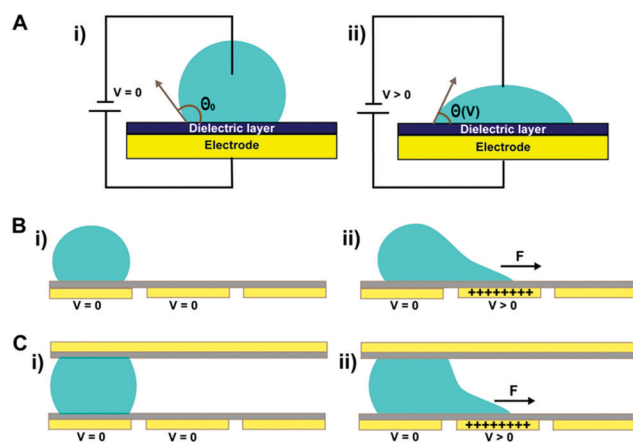 A
i)
V = 0
Θ₀
Dielectric layer
Electrode
ii)
V > 0
Θ(V)
Dielectric layer
Electrode
B
i)
V = 0
V = 0
ii)
F
++++++++
V = 0
V > 0
C
i)
V = 0
V = 0
ii)
F
++++++++
V = 0
V > 0